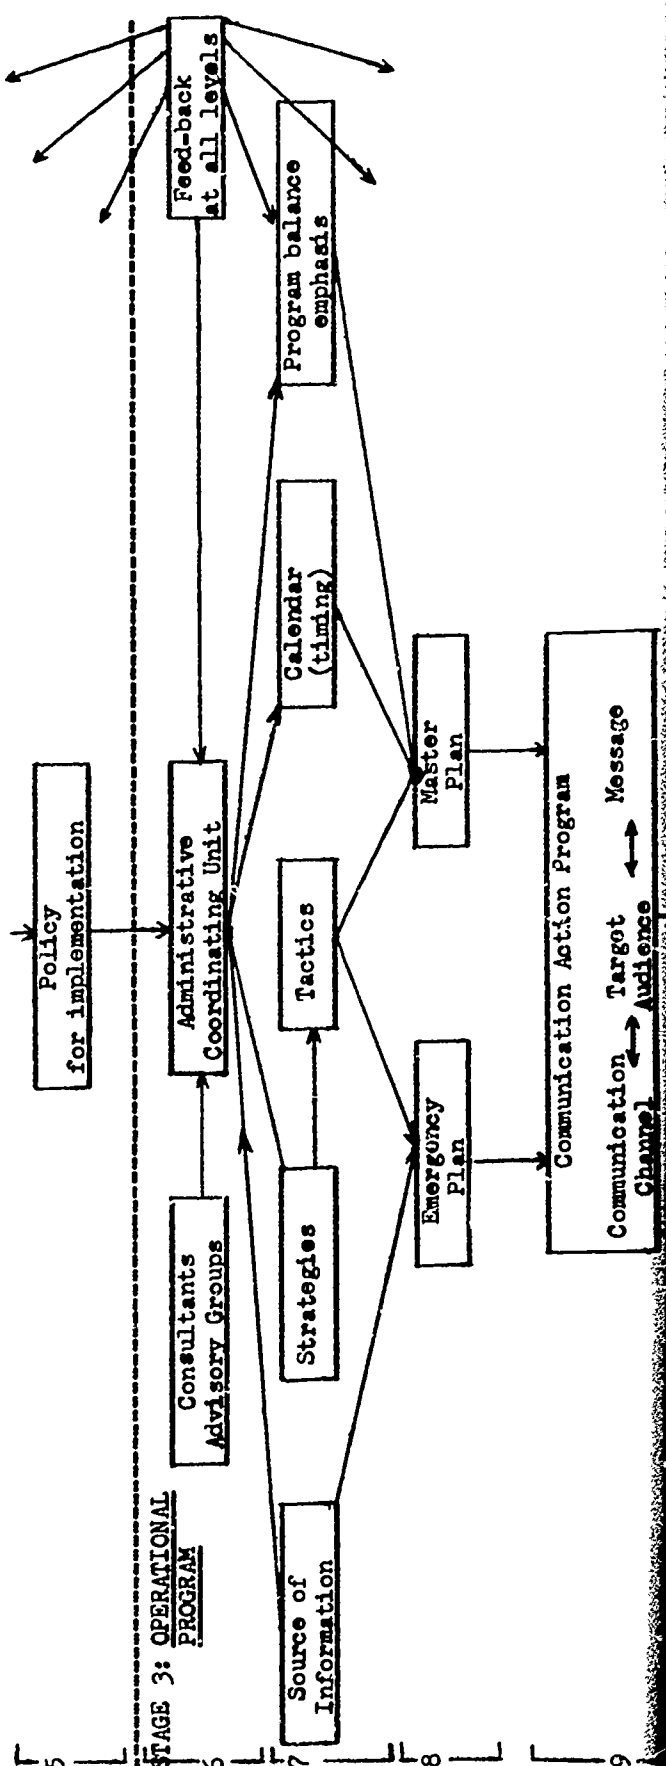 5
Policy
for implementation
STAGE 3: OPERATIONAL
PROGRAM
6
Consultants
Advisory Groups
Administrative
Coordinating Unit
Feed-back
at all levels
7
Source of
Information
Strategies
Tactics
Calendar
(timing)
Program balance
emphasis
8
Emergency
Plan
Master
Plan
9
Communication Action Program
Communication Target Message
Channel Audience